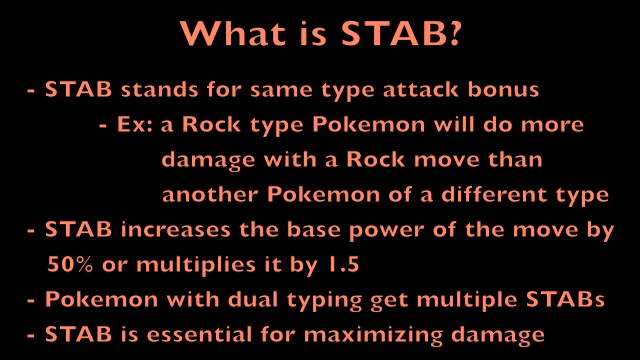 What is STAB?
- STAB stands for same type attack bonus
- Ex: a Rock type Pokemon will do more
damage with a Rock move than
another Pokemon of a different type
- STAB increases the base power of the move by
50% or multiplies it by 1.5
- Pokemon with dual typing get multiple STABs
- STAB is essential for maximizing damage